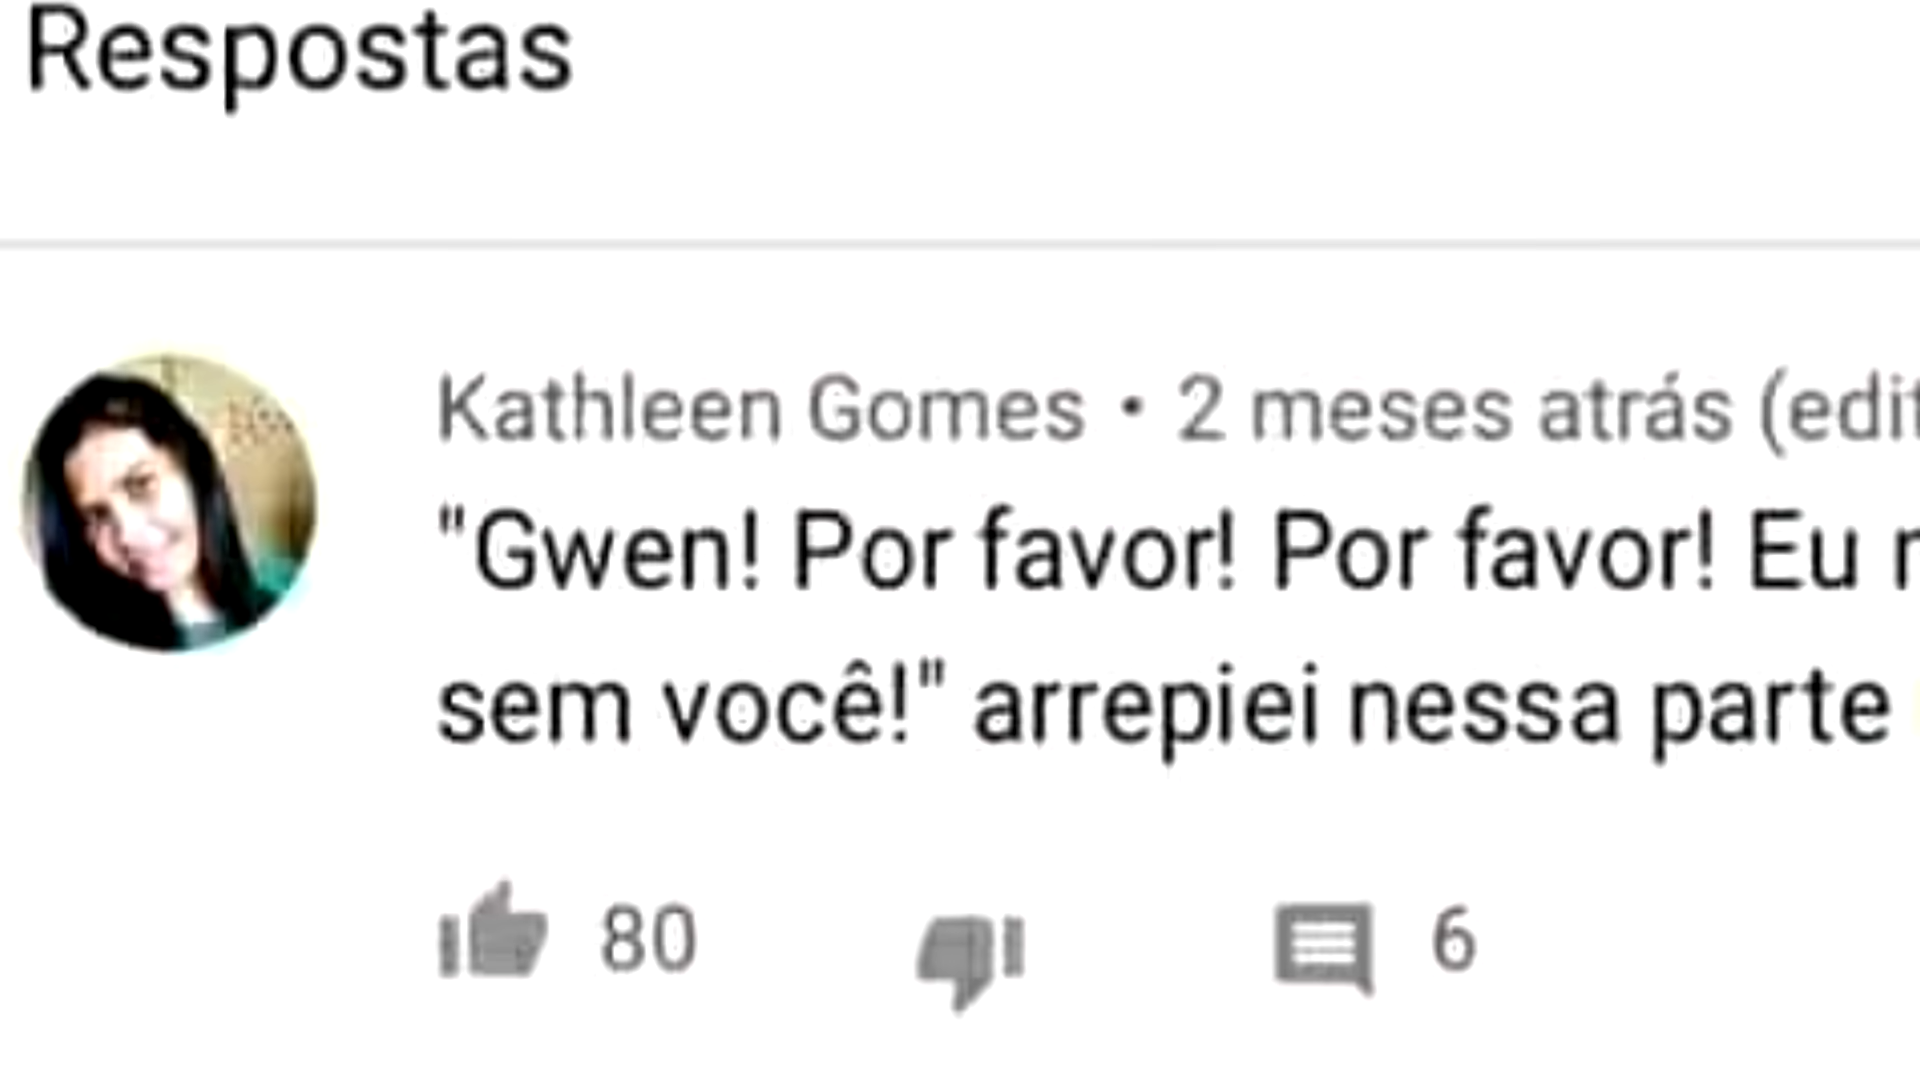 Respostas
Kathleen Gomes • 2 meses atrás (edit
"Gwen! Por favor! Por favor! Eu
sem você!" arrepiei nessa parte
80 6